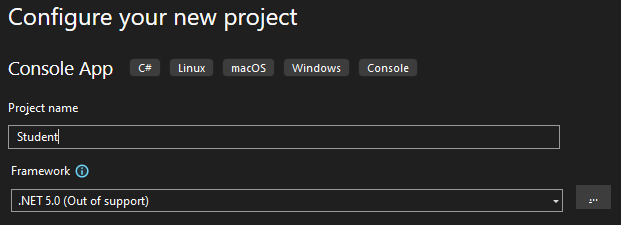 Configure your new project
Console App C# Linux macOS Windows Console
Project name
Student
Framework
.NET 5.0 (Out of support)
...